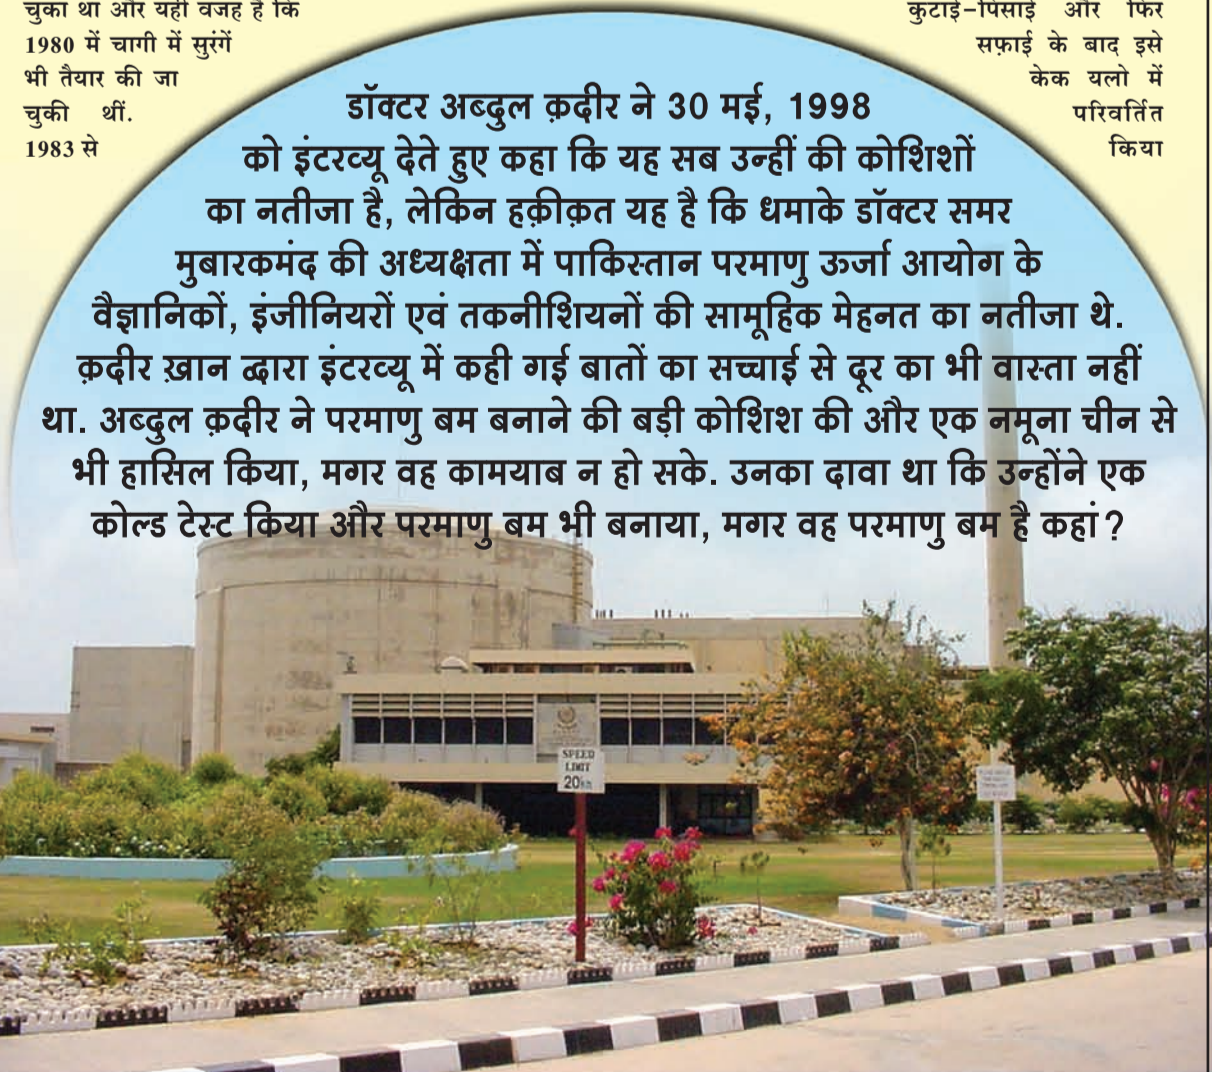 चुका था और यही वजह है कि
1980 में चागी में सुरंगें
भी तैयार की जा
चुकी थीं.
1983 से
कुटाई-पिसाई और फिर
सफ़ाई के बाद इसे
केक यलो में
परिवर्तित
किया
डॉक्टर अब्दुल क़दीर ने 30 मई, 1998
को इंटरव्यू देते हुए कहा कि यह सब उन्हीं की कोशिशों
का नतीजा है, लेकिन हक़ीक़त यह है कि धमाके डॉक्टर समर
मुबारकमंद की अध्यक्षता में पाकिस्तान परमाणु ऊर्जा आयोग के
वैज्ञानिकों, इंजीनियरों एवं तकनीशियनों की सामूहिक मेहनत का नतीजा थे.
क़दीर ख़ान द्वारा इंटरव्यू में कही गई बातों का सच्चाई से दूर का भी वास्ता नहीं
था. अब्दुल क़दीर ने परमाणु बम बनाने की बड़ी कोशिश की और एक नमूना चीन से
भी हासिल किया, मगर वह कामयाब न हो सके. उनका दावा था कि उन्होंने एक
कोल्ड टेस्ट किया और परमाणु बम भी बनाया, मगर वह परमाणु बम है कहां?
SPEED
LIMIT
20km